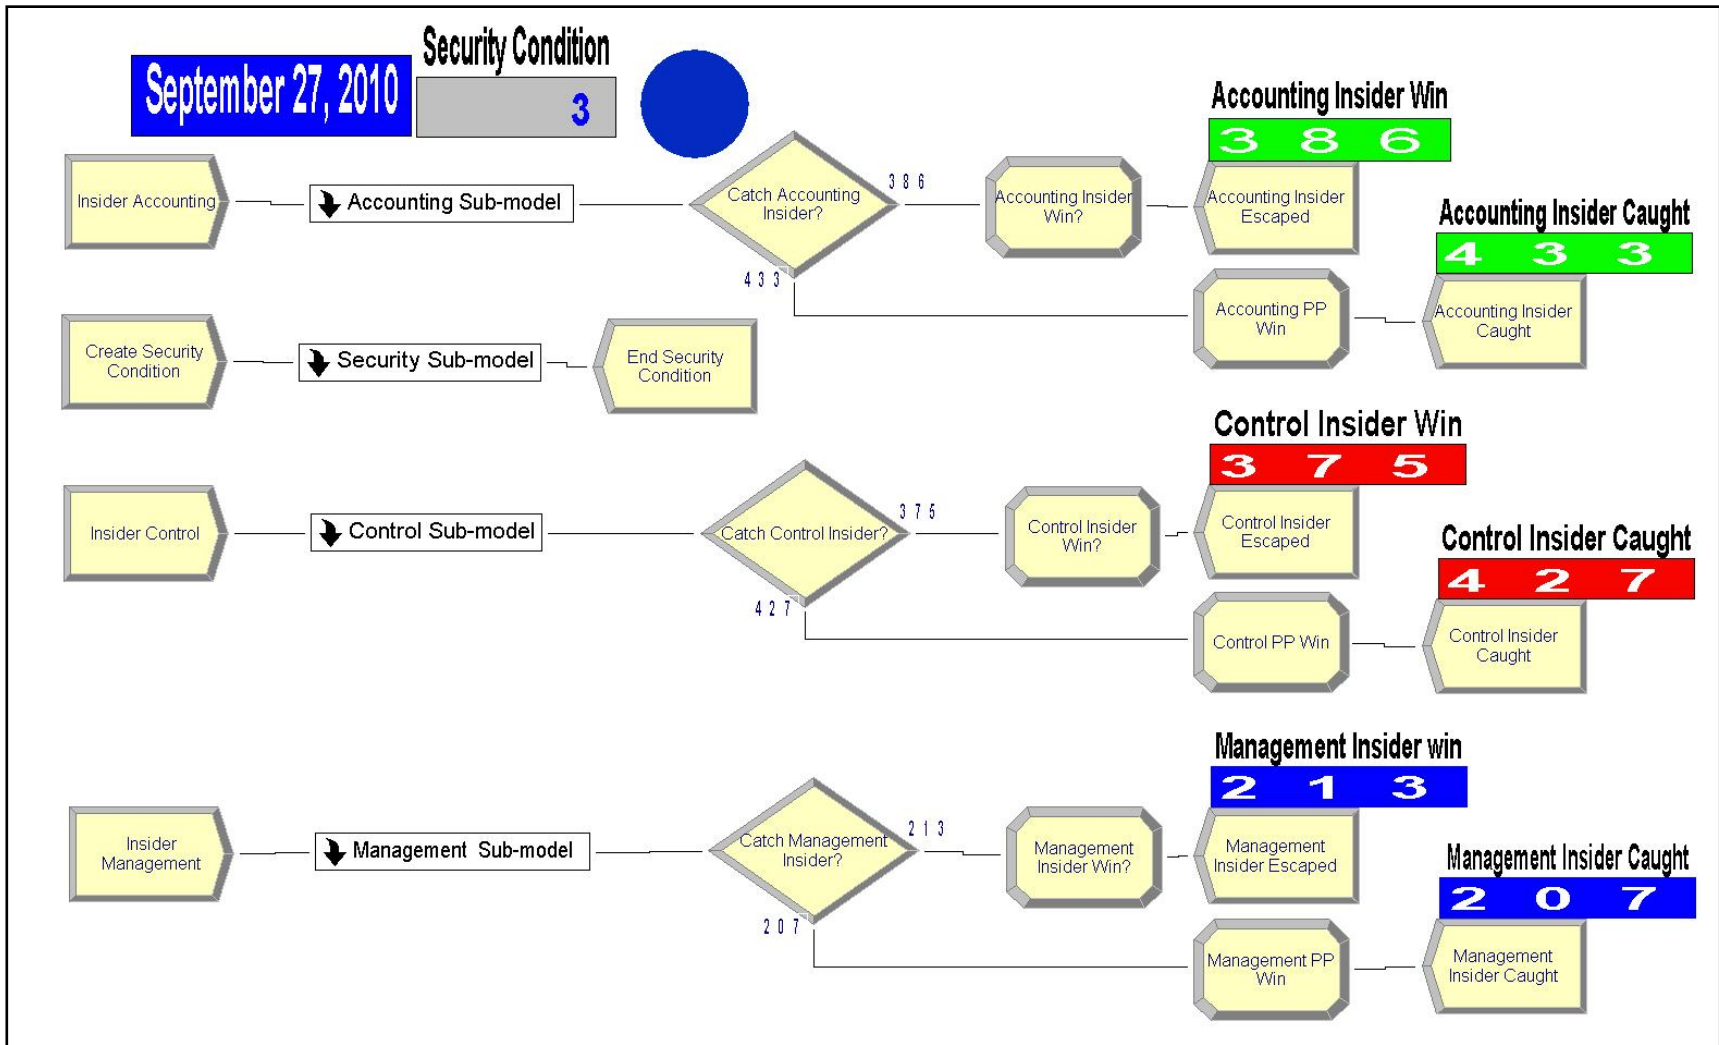 Security Condition
September 27, 2010
3
Accounting Insider Win
3 8 6
Insider Accounting
Accounting Sub-model
Catch Accounting
Insider?
3 8 6
4 3 3
Accounting Insider
Win?
Accounting Insider
Escaped
Accounting Insider Caught
4 3 3
Accounting PP
Win
Accounting Insider
Caught
Create Security
Condition
Security Sub-model
End Security
Condition
Control Insider Win
3 7 5
Insider Control
Control Sub-model
Catch Control Insider?
3 7 5
4 2 7
Control Insider
Win?
Control Insider
Escaped
Control Insider Caught
4 2 7
Control PP Win
Control Insider
Caught
Management Insider win
2 1 3
Insider
Management
Management Sub-model
Catch Management
Insider?
2 1 3
2 0 7
Management
Insider Win?
Management
Insider Escaped
Management Insider Caught
2 0 7
Management PP
Win
Management
Insider Caught